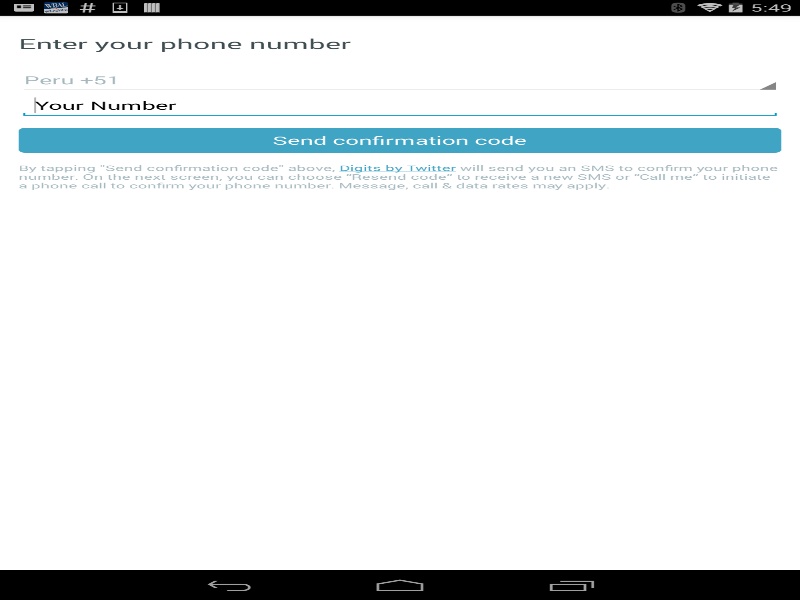 WBAL
5:49
Enter your phone number
Peru +51
Your Number
Send confirmation code
By tapping "Send confirmation code" above, Digits by Twitter will send you an SMS to confirm your phone
number. On the next screen, you can choose "Resend code" to receive a new SMS or "Call me" to initiate
a phone call to confirm your phone number. Message, call & data rates may apply.